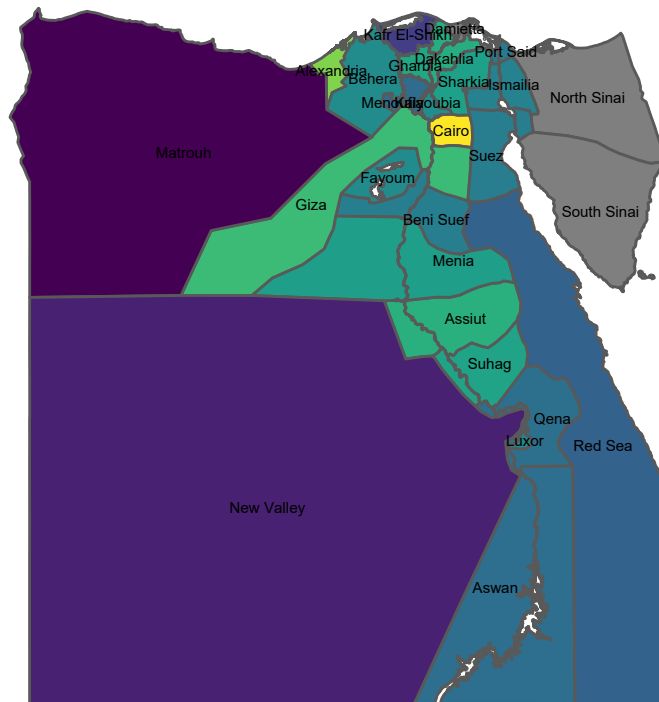 Damietta
Kafr El-Shikh
Port Said
Gharbia
Dakahlia
Alexandria
Behera
Sharkia
Ismailia
North Sinai
Menoufia
Kalyoubia
Cairo
Matrouh
Suez
Fayoum
Giza
South Sinai
Beni Suef
Menia
Assiut
Suhag
Qena
Luxor
Red Sea
New Valley
Aswan